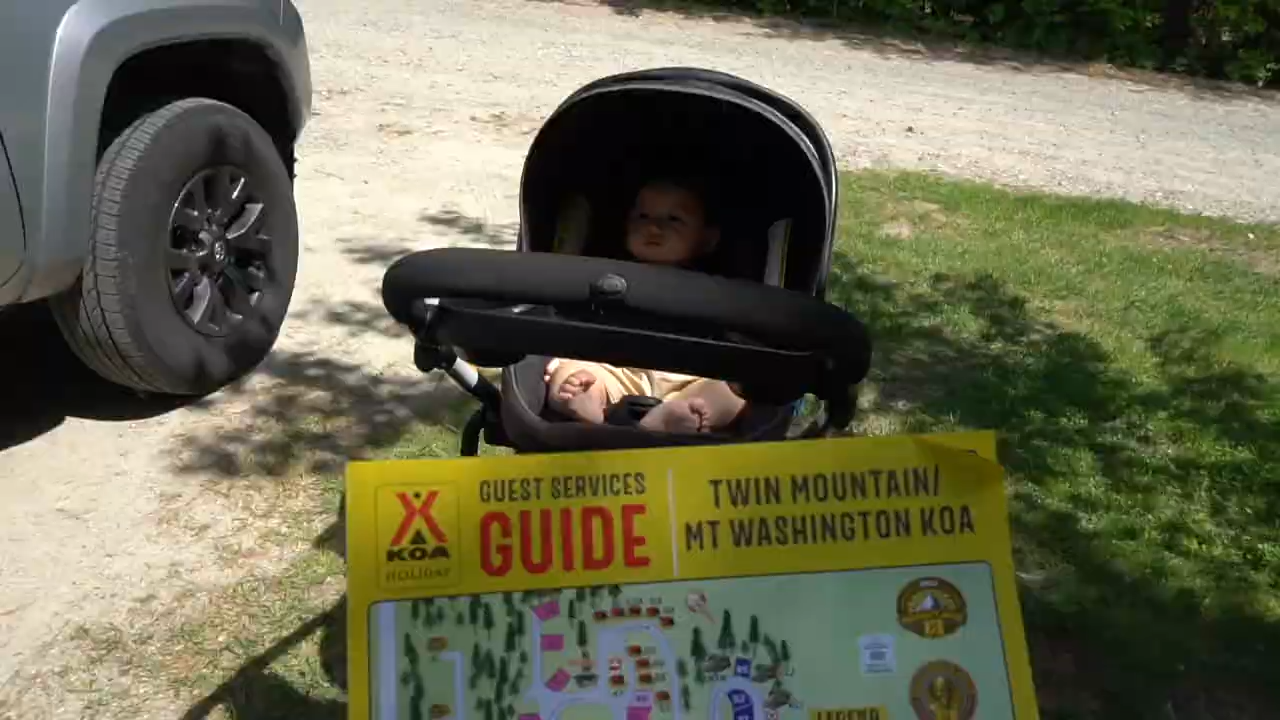 GUEST SERVICES
GUIDE
KOA
HOLIDAY
TWIN MOUNTAIN/
MT WASHINGTON KOA
LEGEND